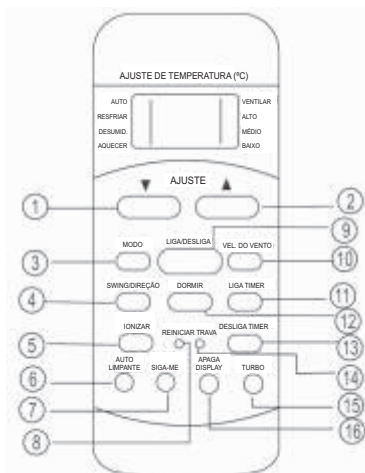 AJUSTE DE TEMPERATURA (ºC)
AUTO VENTILAR
RESFRIAR ALTO
DESUMID. MÉDIO
AQUECER BAIXO
▼ AJUSTE ▲
1 2
MODO LIGA/DESLIGA VEL. DO VENTO 9
3 10
SWING/DIREÇÃO DORMIR LIGA TIMER
4 11
12
IONIZAR REINICIAR TRAVA DESLIGA TIMER
5 13
AUTO LIMPANTE SIGA-ME APAGA DISPLAY TURBO 14
6
7 15
8 16